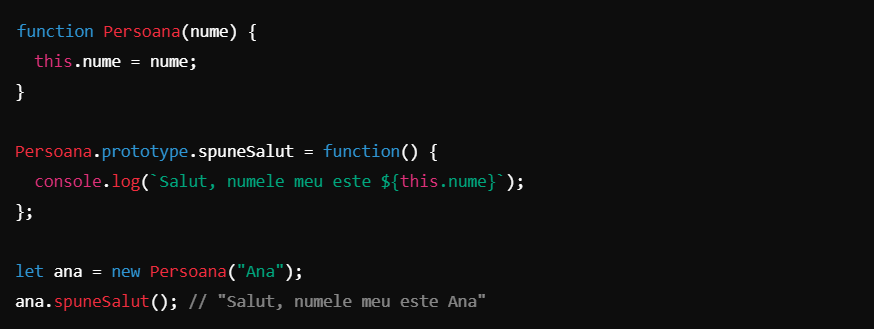 function Persoana(nume) {
  this.nume = nume;
}

Persoana.prototype.spuneSalut = function() {
  console.log(`Salut, numele meu este ${this.nume}`);
};

let ana = new Persoana("Ana");
ana.spuneSalut(); // "Salut, numele meu este Ana"